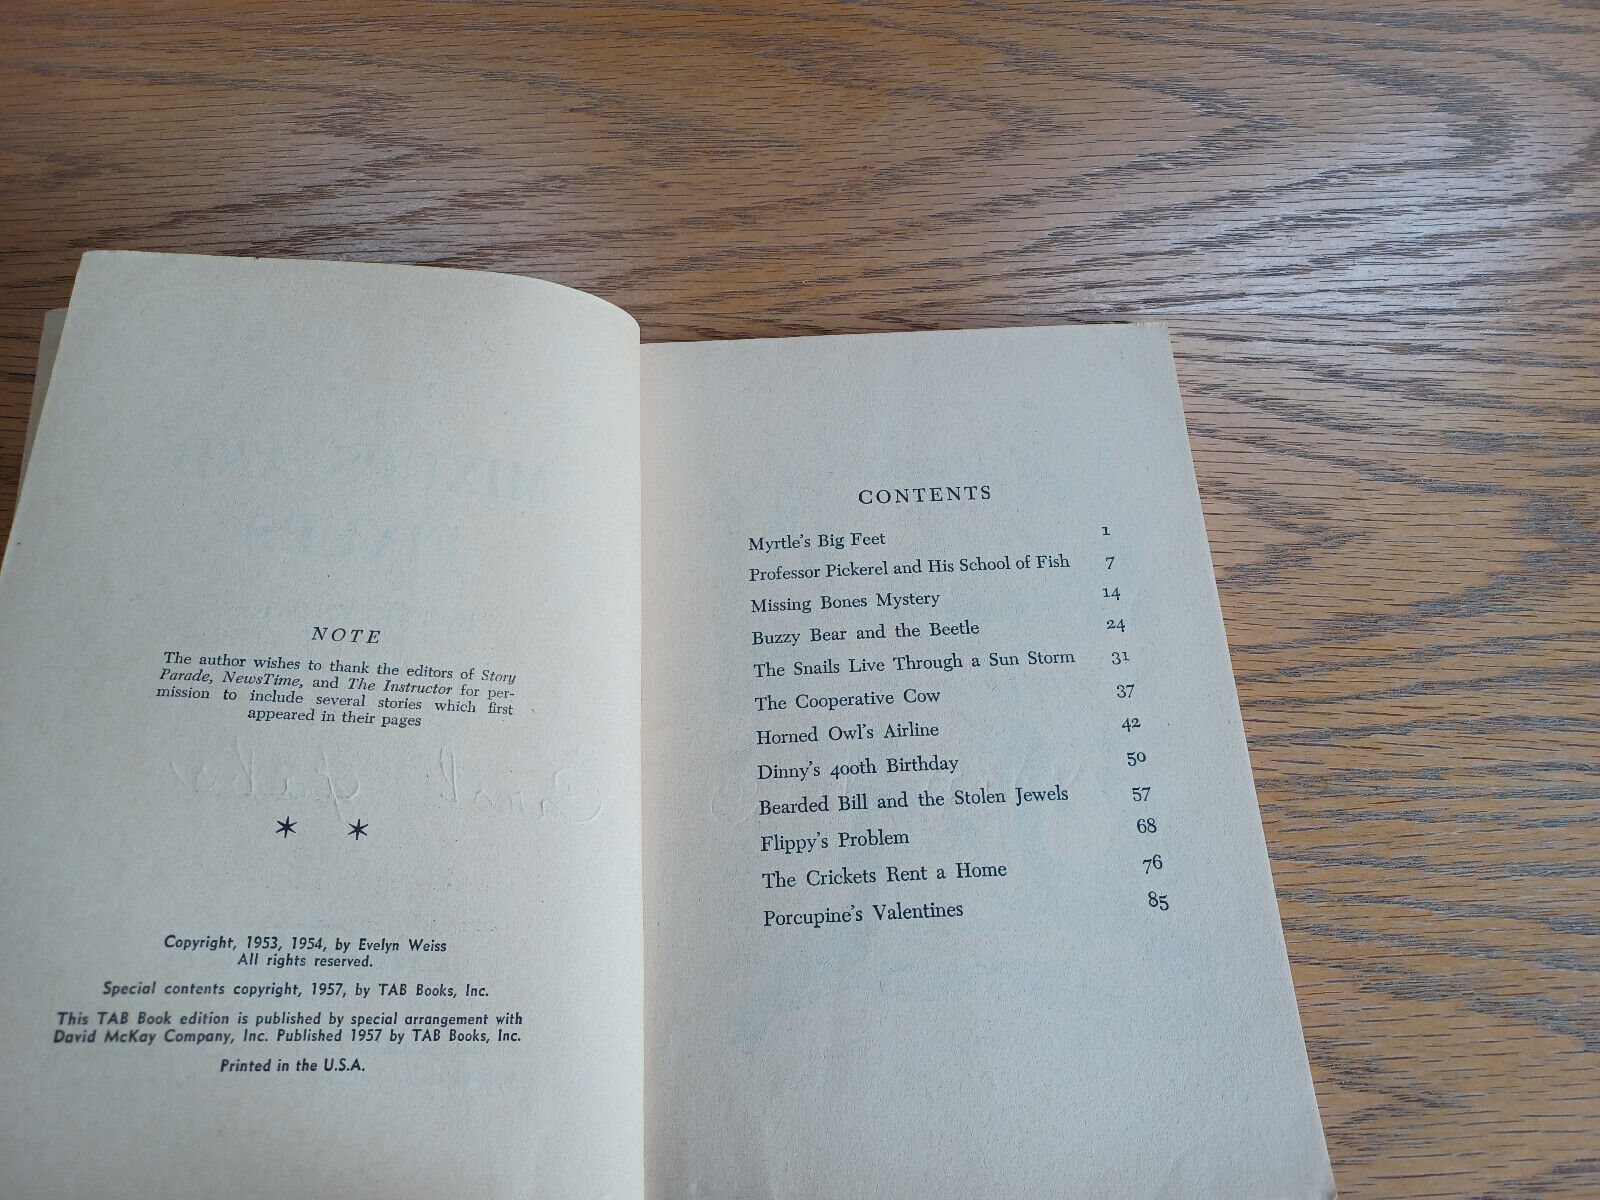 NOTE
The author wishes to thank the editors of Story
Parade, NewsTime, and The Instructor for per-
mission to include several stories which first
appeared in their pages
* *
Copyright, 1953, 1954, by Evelyn Weiss
All rights reserved.
Special contents copyright, 1957, by TAB Books, Inc.
This TAB Book edition is published by special arrangement with
David McKay Company, Inc. Published 1957 by TAB Books, Inc.
Printed in the U.S.A.
CONTENTS
Myrtle's Big Feet 1
Professor Pickerel and His School of Fish 7
Missing Bones Mystery 14
Buzzy Bear and the Beetle 24
The Snails Live Through a Sun Storm 31
The Cooperative Cow 37
Horned Owl's Airline 42
Dinny's 400th Birthday 50
Bearded Bill and the Stolen Jewels 57
Flippy's Problem 68
The Crickets Rent a Home 76
Porcupine's Valentines 85